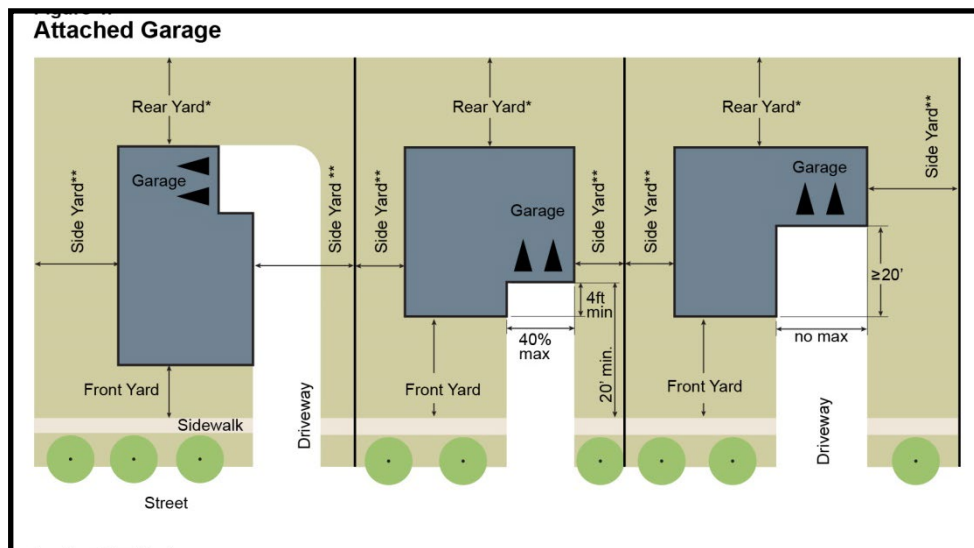 Attached Garage
Rear Yard*
Rear Yard*
Rear Yard*
Side Yard**
Garage
Side Yard**
Side Yard **
Side Yard**
Garage
Side Yard**
Side Yard**
Garage
Side Yard**
4ft
min
≥20'
40%
max
no max
20' min.
Front Yard
Front Yard
Front Yard
Sidewalk
Driveway
Driveway
Street